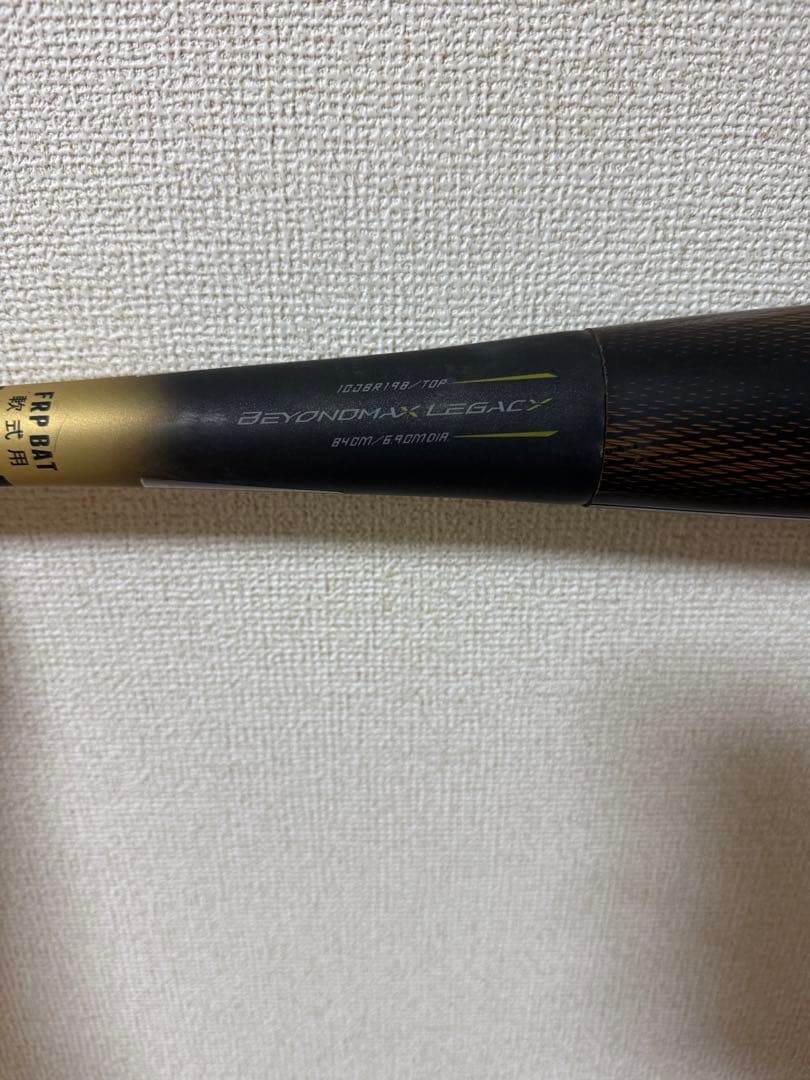 FRP BAT
軟式用
1CJBR198/TOP
BEYONDMAX LEGACY
84CM/6.9CMDIA